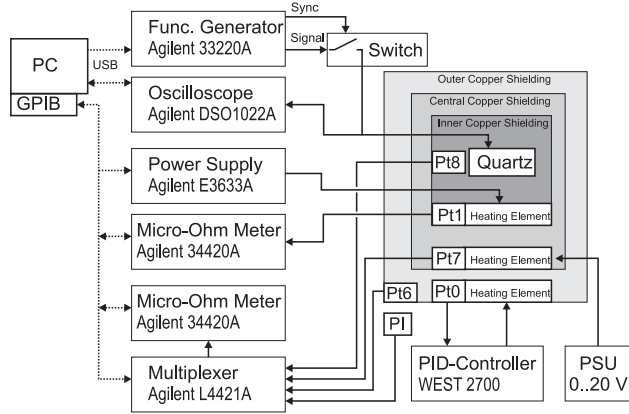 PC
GPIB
USB
Func. Generator
Agilent 33220A
Sync
Signal
Switch
Oscilloscope
Agilent DSO1022A
Power Supply
Agilent E3633A
Micro-Ohm Meter
Agilent 34420A
Micro-Ohm Meter
Agilent 34420A
Multiplexer
Agilent L4421A
Outer Copper Shielding
Central Copper Shielding
Inner Copper Shielding
Pt8
Quartz
Pt1
Heating Element
Pt7
Heating Element
Pt6
Pt0
Heating Element
PI
PID-Controller
WEST 2700
PSU
0..20 V